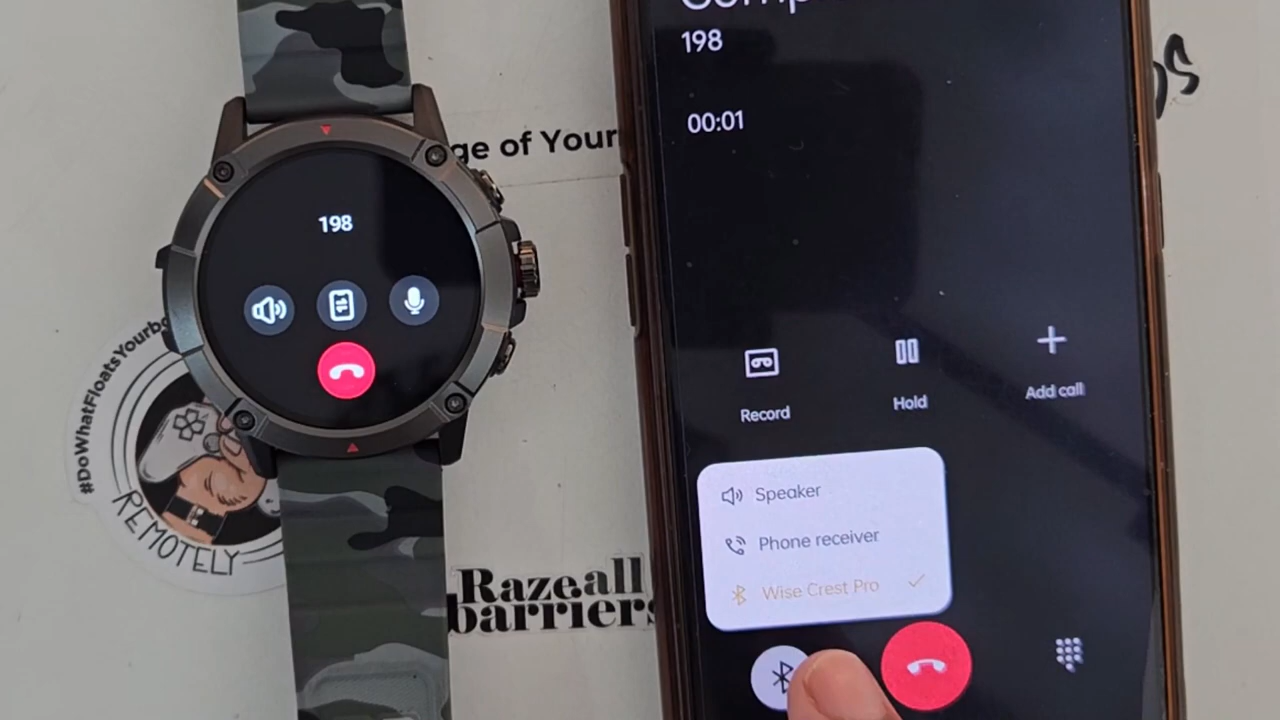 198
198
00:01
ge of Your
Record
Hold
Add call
Speaker
Phone receiver
Wise Crest Pro
#DoWhatFloatsYourbo
REMOTELY
Razeall
barriers